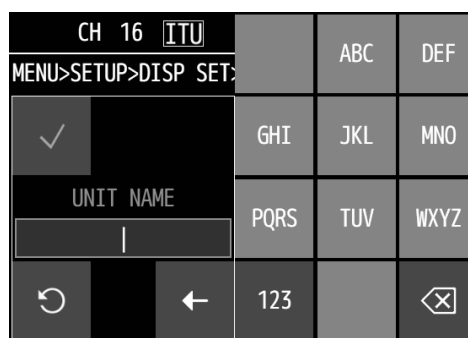 CH 16 ITU
MENU>SETUP>DISP SET>
UNIT NAME
ABC DEF
GHI JKL MNO
PQRS TUV WXYZ
123